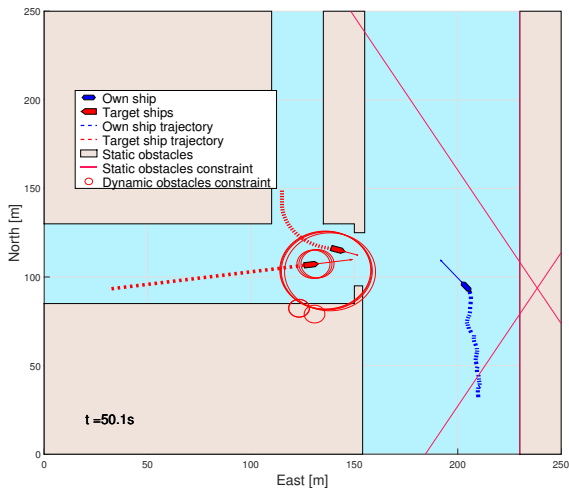 250
200
150
100
50
0
North [m]
Own ship
Target ships
Own ship trajectory
Target ship trajectory
Static obstacles
Static obstacles constraint
Dynamic obstacles constraint
t =50.1s
0 50 100 150 200 250
East [m]